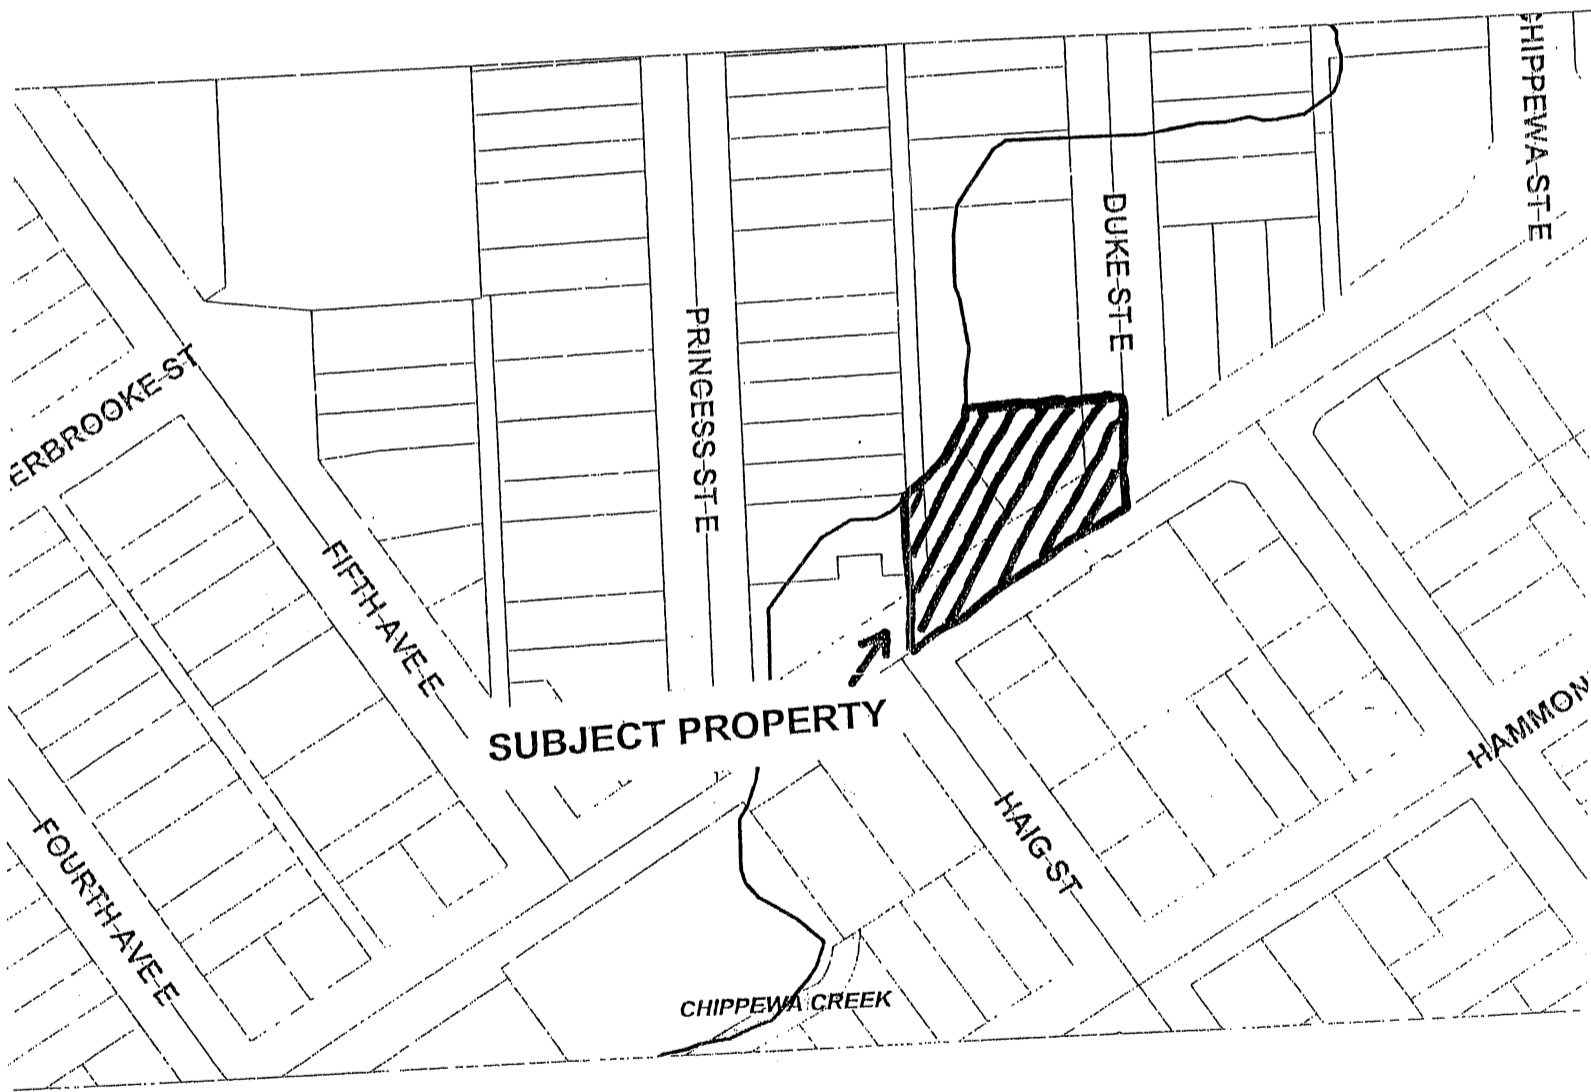 CHIPPEWA-ST-E
DUKE-ST-E
PRINCESS-ST-E
ERBROOKE-ST
FIFTH-AVE-E
SUBJECT PROPERTY
HAMMON
HAIG-ST
FOURTH-AVE-E
CHIPPEWA CREEK